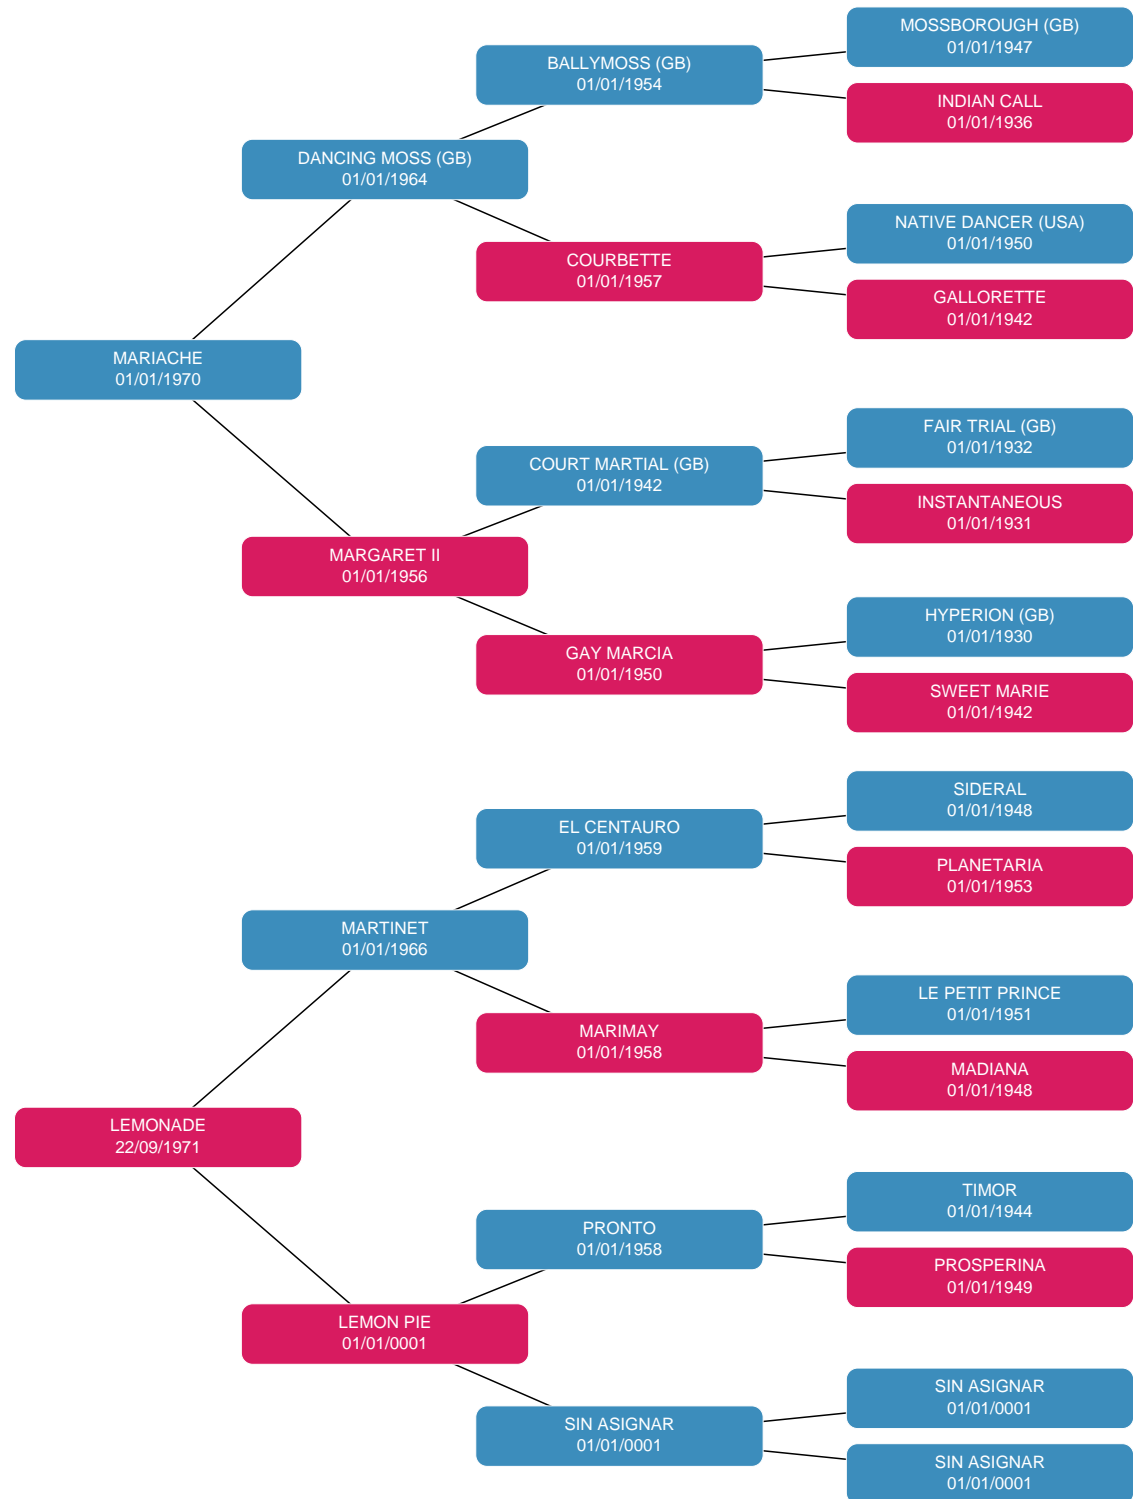 MOSSBOROUGH (GB)
01/01/1947
BALLYMOSS (GB)
01/01/1954
INDIAN CALL
01/01/1936
DANCING MOSS (GB)
01/01/1964
NATIVE DANCER (USA)
01/01/1950
COURBETTE
01/01/1957
GALLORETTE
01/01/1942
MARIACHE
01/01/1970
FAIR TRIAL (GB)
01/01/1932
COURT MARTIAL (GB)
01/01/1942
INSTANTANEOUS
01/01/1931
MARGARET II
01/01/1956
HYPERION (GB)
01/01/1930
GAY MARCIA
01/01/1950
SWEET MARIE
01/01/1942
SIDERAL
01/01/1948
EL CENTAURO
01/01/1959
PLANETARIA
01/01/1953
MARTINET
01/01/1966
LE PETIT PRINCE
01/01/1951
MARIMAY
01/01/1958
MADIANA
01/01/1948
LEMONADE
22/09/1971
TIMOR
01/01/1944
PRONTO
01/01/1958
PROSPERINA
01/01/1949
LEMON PIE
01/01/0001
SIN ASIGNAR
01/01/0001
SIN ASIGNAR
01/01/0001
SIN ASIGNAR
01/01/0001